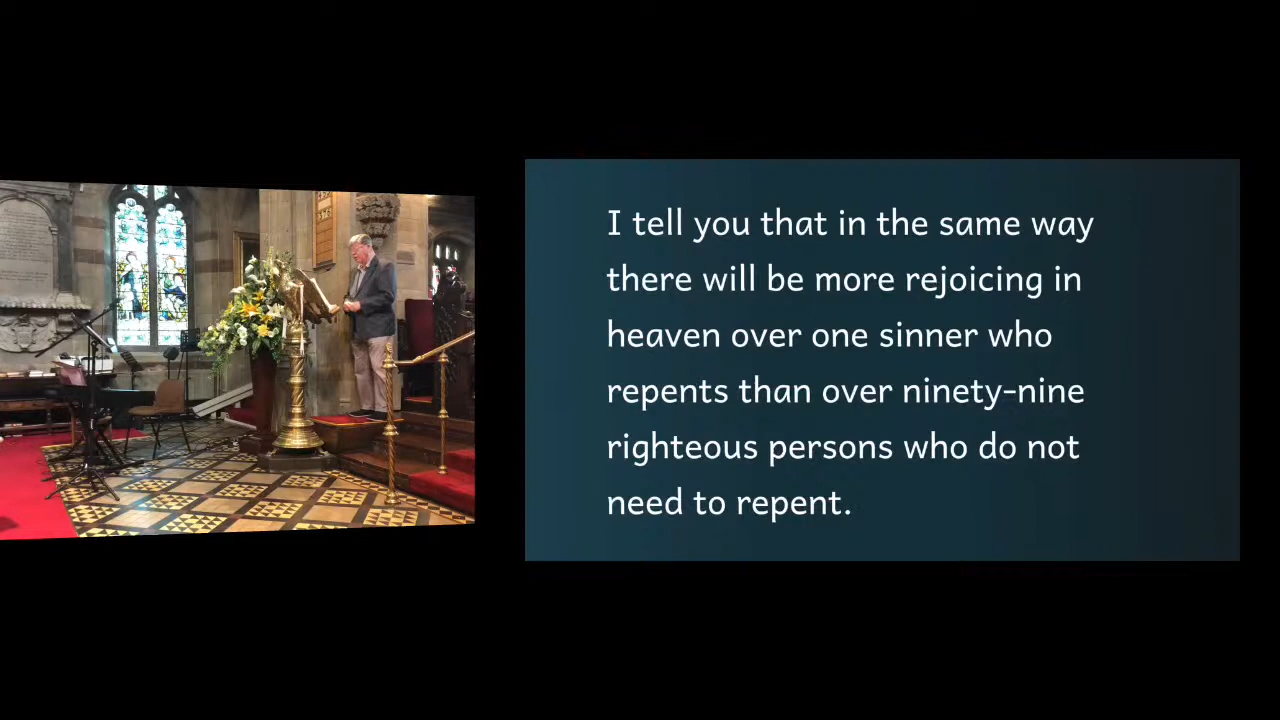 I tell you that in the same way
there will be more rejoicing in
heaven over one sinner who
repents than over ninety-nine
righteous persons who do not
need to repent.